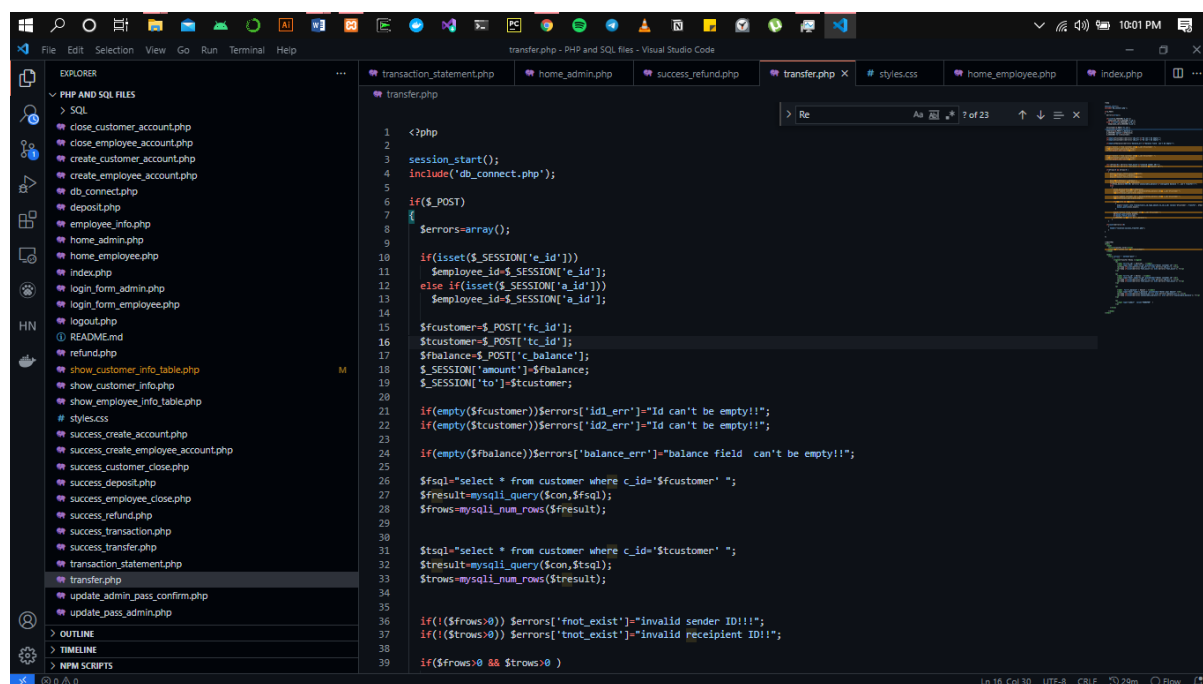 10:01 PM
File Edit Selection View Go Run Terminal Help
transfer.php - PHP and SQL files - Visual Studio Code
EXPLORER
transaction_statement.php
home_admin.php
success_refund.php
transfer.php
# styles.css
home_employee.php
index.php
PHP AND SQL FILES
SQL
close_customer_account.php
close_employee_account.php
create_customer_account.php
create_employee_account.php
db_connect.php
deposit.php
employee_info.php
home_admin.php
home_employee.php
index.php
login_form_admin.php
login_form_employee.php
logout.php
README.md
refund.php
show_customer_info_table.php M
show_customer_info.php
show_employee_info_table.php
# styles.css
success_create_account.php
success_create_employee_account.php
success_customer_close.php
success_deposit.php
success_employee_close.php
success_refund.php
success_transaction.php
success_transfer.php
transaction_statement.php
transfer.php
update_admin_pass_confirm.php
update_pass_admin.php
OUTLINE
TIMELINE
NPM SCRIPTS
HN
transfer.php
Re Aa ? of 23
1 <?php
2
3 session_start();
4 include('db_connect.php');
5
6 if($_POST)
7 {
8 $errors=array();
9
10 if(isset($_SESSION['e_id']))
11 $employee_id=$_SESSION['e_id'];
12 else if(isset($_SESSION['a_id']))
13 $employee_id=$_SESSION['a_id'];
14
15 $fcustomer=$_POST['fc_id'];
16 $tcustomer=$_POST['tc_id'];
17 $fbalance=$_POST['c_balance'];
18 $_SESSION['amount']=$fbalance;
19 $_SESSION['to']=$tcustomer;
20
21 if(empty($fcustomer))$errors['id1_err']="Id can't be empty!!";
22 if(empty($tcustomer))$errors['id2_err']="Id can't be empty!!";
23
24 if(empty($fbalance))$errors['balance_err']="balance field can't be empty!!";
25
26 $fsql="select * from customer where c_id='$fcustomer' ";
27 $fresult=mysqli_query($con,$fsql);
28 $frows=mysqli_num_rows($fresult);
29
30
31 $tsql="select * from customer where c_id='$tcustomer' ";
32 $tresult=mysqli_query($con,$tsql);
33 $trows=mysqli_num_rows($tresult);
34
35
36 if(!($frows>0)) $errors['fnot_exist']="invalid sender ID!!!";
37 if(!($trows>0)) $errors['tnot_exist']="invalid receipient ID!!";
38
39 if($frows>0 && $trows>0 )
0 0 Ln 16, Col 30 UTF-8 CRLF 29m Flow